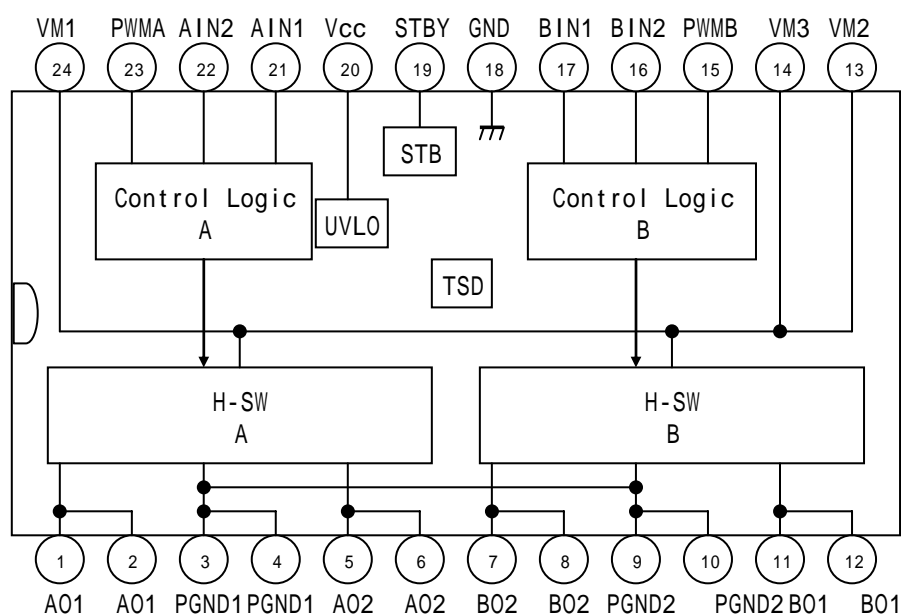 VM1 PWMA AIN2 AIN1 Vcc STBY GND BIN1 BIN2 PWMB VM3 VM2
24 23 22 21 20 19 18 17 16 15 14 13
STB
Control Logic
A
UVLO
Control Logic
B
TSD
H-SW
A
H-SW
B
1 2 3 4 5 6 7 8 9 10 11 12
AO1 AO1 PGND1 PGND1 AO2 AO2 BO2 BO2 PGND2 PGND2 BO1 BO1